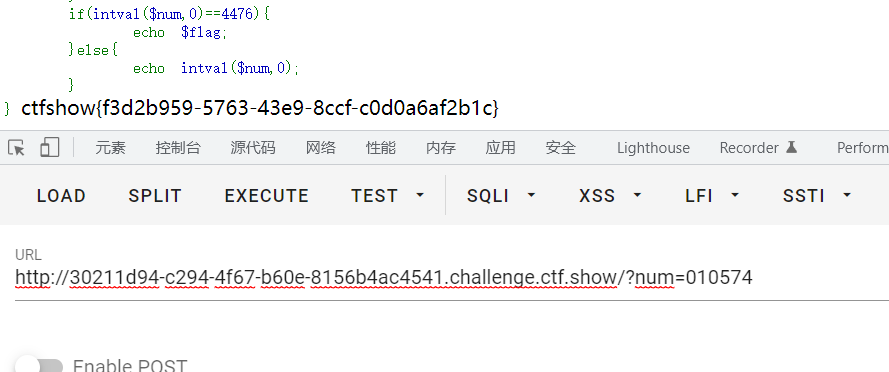 if(intval($num,0)==4476){
echo $flag;
}else{
echo intval($num,0);
}
} ctfshow{f3d2b959-5763-43e9-8ccf-c0d0a6af2b1c}
元素 控制台 源代码 网络 性能 内存 应用 安全 Lighthouse Recorder Perform
LOAD SPLIT EXECUTE TEST SQLI XSS LFI SSTI
URL
http://30211d94-c294-4f67-b60e-8156b4ac4541.challenge.ctf.show/?num=010574
Enable POST